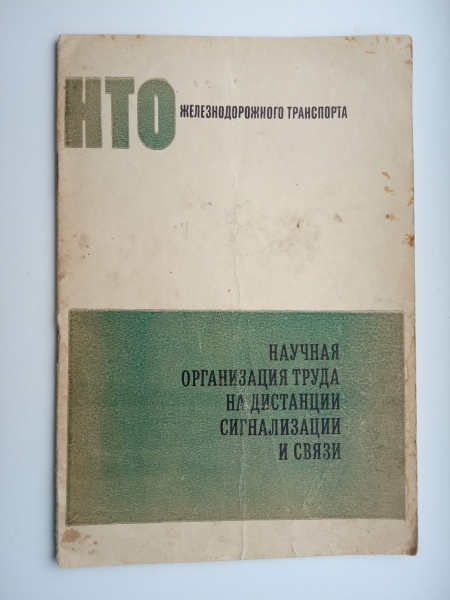 НТО ЖЕЛЕЗНОДОРОЖНОГО ТРАНСПОРТА
НАУЧНАЯ
ОРГАНИЗАЦИЯ ТРУДА
НА ДИСТАНЦИИ
СИГНАЛИЗАЦИИ
И СВЯЗИ